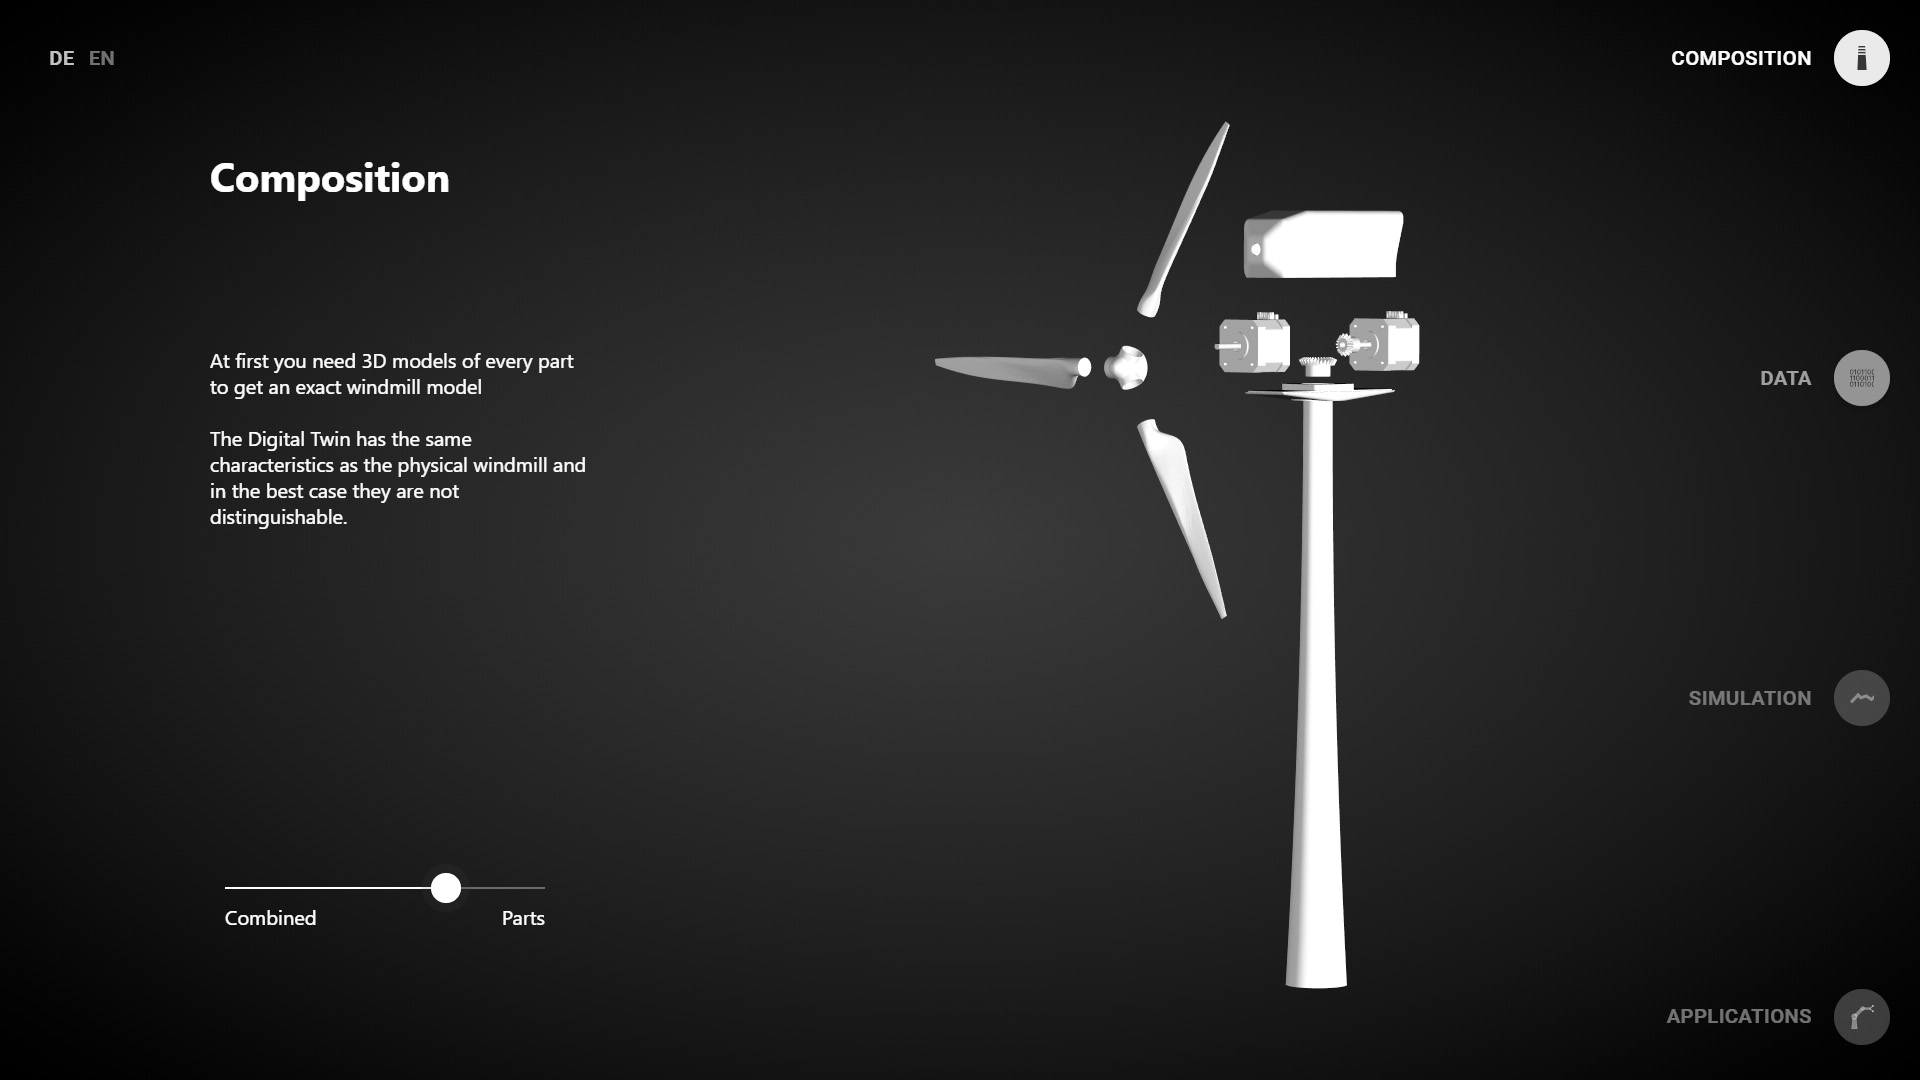 DE EN
COMPOSITION
Composition
At first you need 3D models of every part
to get an exact windmill model
The Digital Twin has the same
characteristics as the physical windmill and
in the best case they are not
distinguishable.
DATA
SIMULATION
Combined Parts
APPLICATIONS